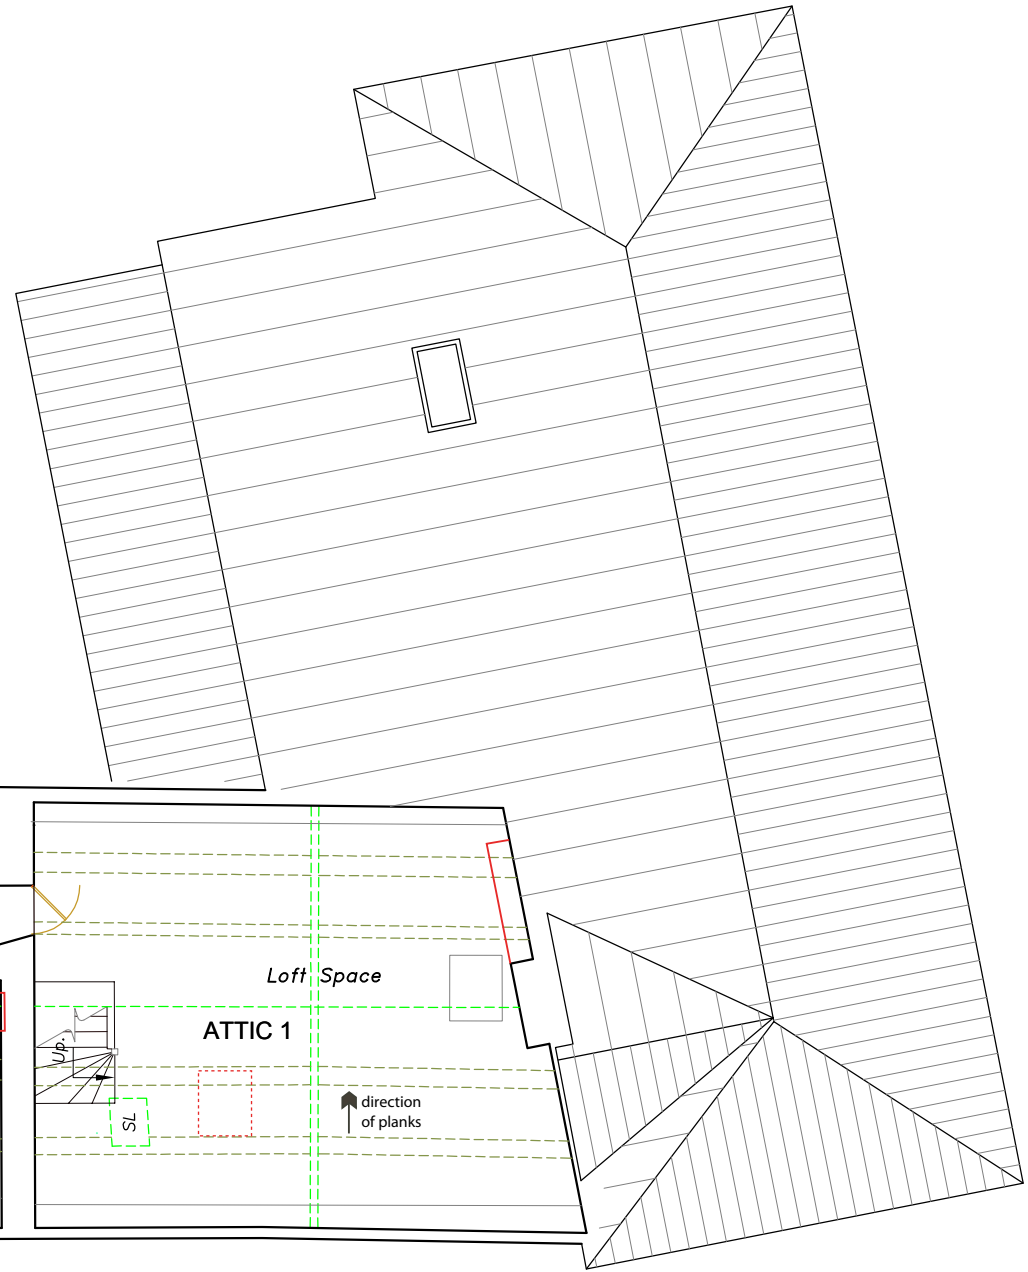 Loft Space
ATTIC 1
Up.
SL
direction
of planks